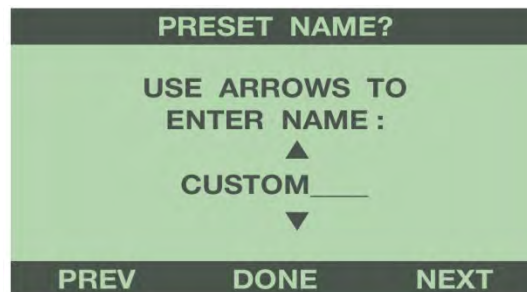 PRESET NAME?
USE ARROWS TO
ENTER NAME :
▲
CUSTOM____
▼
PREV DONE NEXT